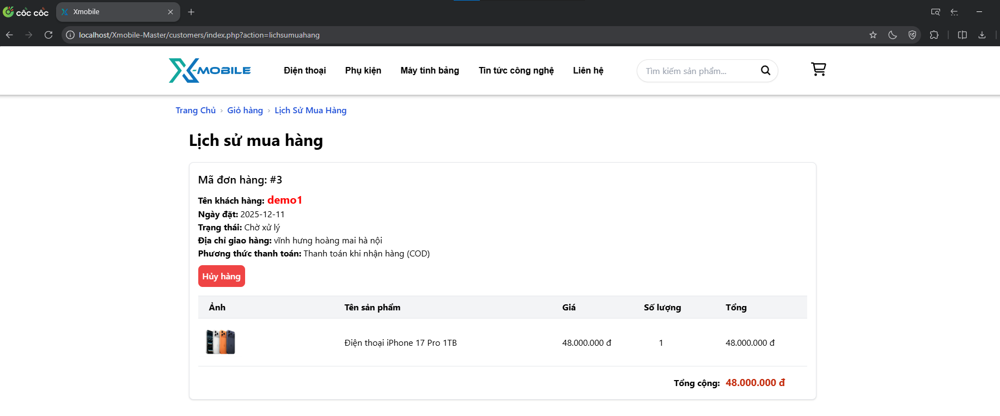 cốc cốc
Xmobile
localhost/Xmobile-Master/customers/index.php?action=lichsumuahang
X-MOBILE
Điện thoại
Phụ kiện
Máy tính bảng
Tin tức công nghệ
Liên hệ
Tìm kiếm sản phẩm...
Trang Chủ › Giỏ hàng › Lịch Sử Mua Hàng
Lịch sử mua hàng
Mã đơn hàng: #3
Tên khách hàng: demo1
Ngày đặt: 2025-12-11
Trạng thái: Chờ xử lý
Địa chỉ giao hàng: vĩnh hưng hoàng mai hà nội
Phương thức thanh toán: Thanh toán khi nhận hàng (COD)
Hủy hàng
Ảnh Tên sản phẩm Giá Số lượng Tổng
Điện thoại iPhone 17 Pro 1TB 48.000.000 đ 1 48.000.000 đ
Tổng cộng: 48.000.000 đ